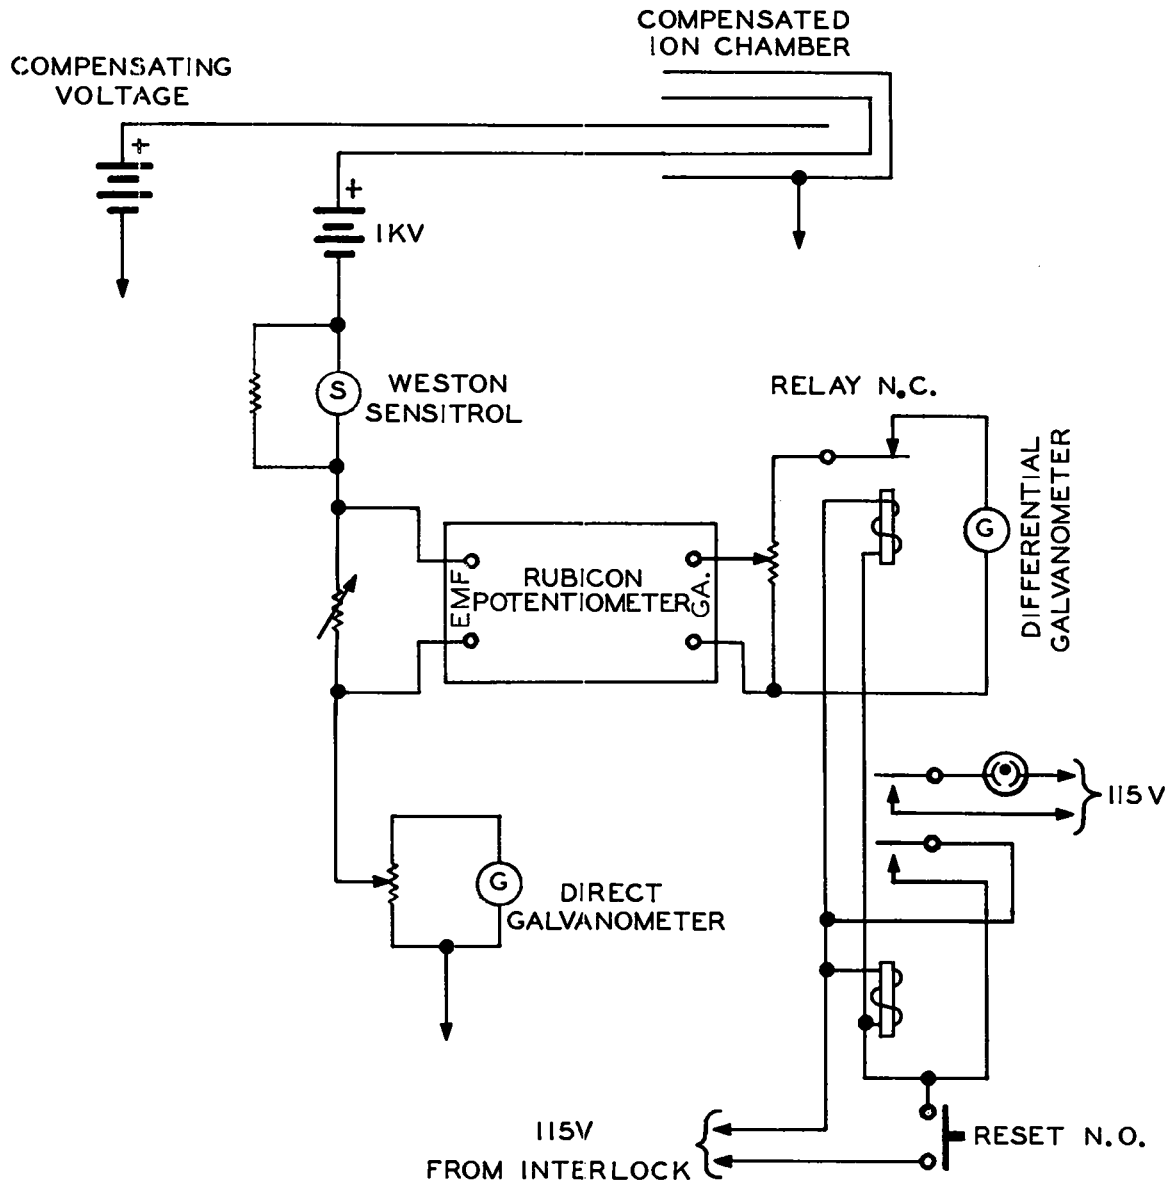 COMPENSATED
ION CHAMBER
COMPENSATING
VOLTAGE
+
+
1KV
S
WESTON
SENSITROL
RELAY N.C.
DIFFERENTIAL
GALVANOMETER
G
EMF
RUBICON
POTENTIOMETER
GA.
115V
G
DIRECT
GALVANOMETER
115V
FROM INTERLOCK
RESET N.O.